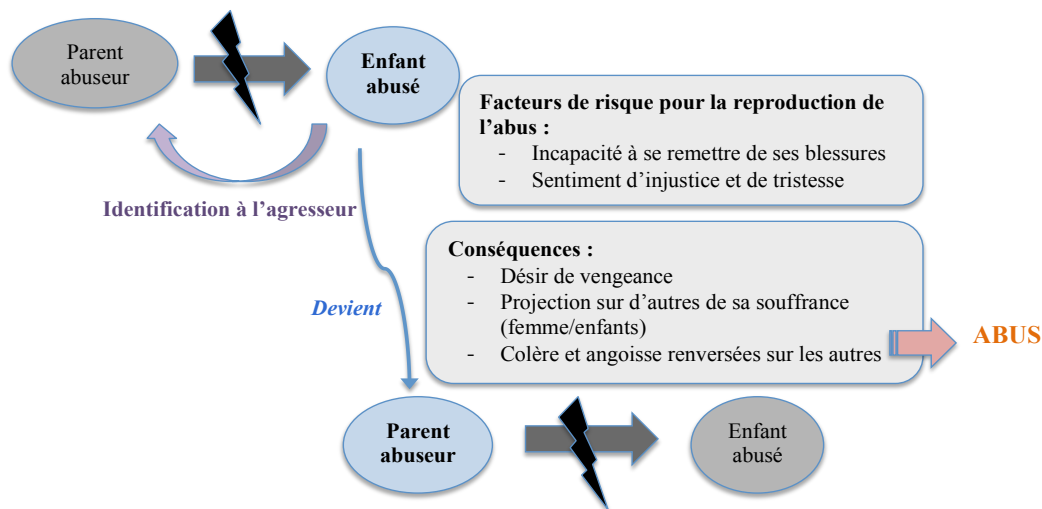 Parent
abuseur
Enfant
abusé
Facteurs de risque pour la reproduction de
l’abus :
- Incapacité à se remettre de ses blessures
- Sentiment d’injustice et de tristesse
Identification à l’agresseur
Conséquences :
- Désir de vengeance
- Projection sur d’autres de sa souffrance
(femme/enfants)
- Colère et angoisse renversées sur les autres
ABUS
Devient
Parent
abuseur
Enfant
abusé